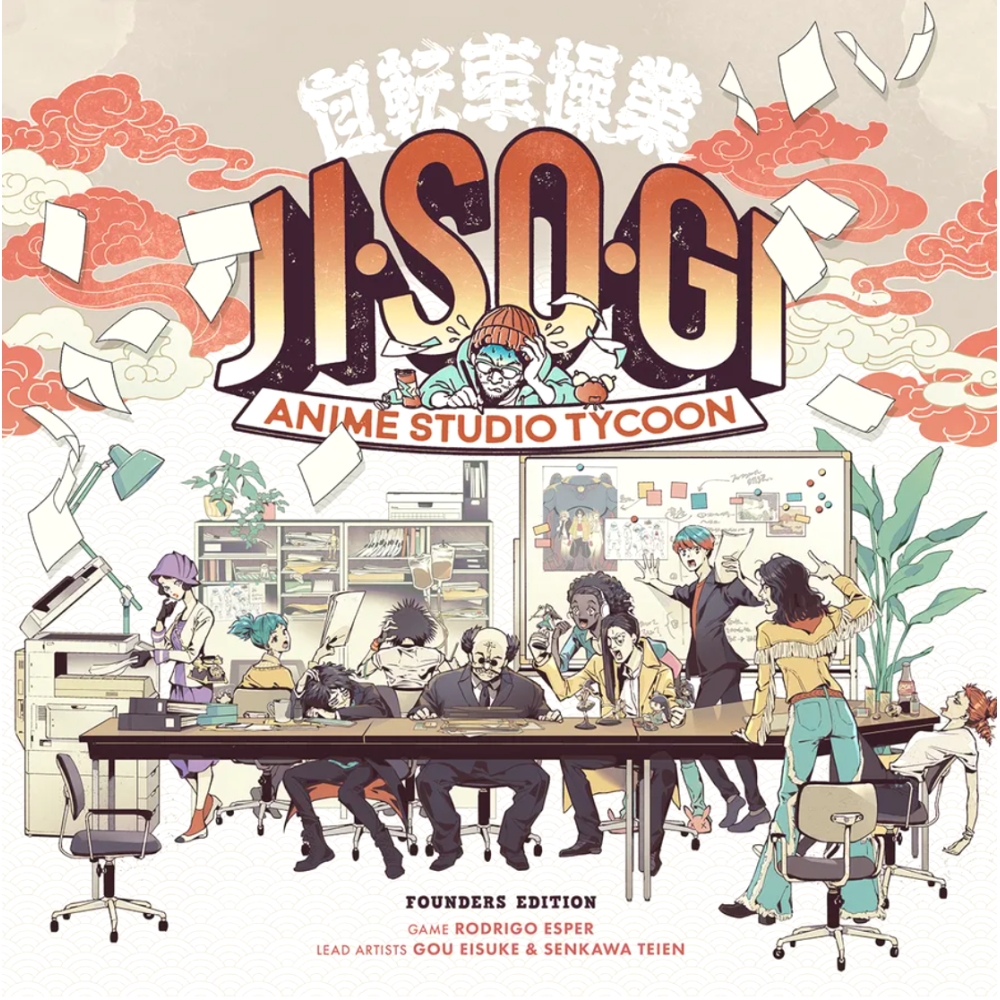 自転車操業
JI·SO·GI
ANIME STUDIO TYCOON
FOUNDERS EDITION
GAME RODRIGO ESPER
LEAD ARTISTS GOU EISUKE & SENKAWA TEIEN